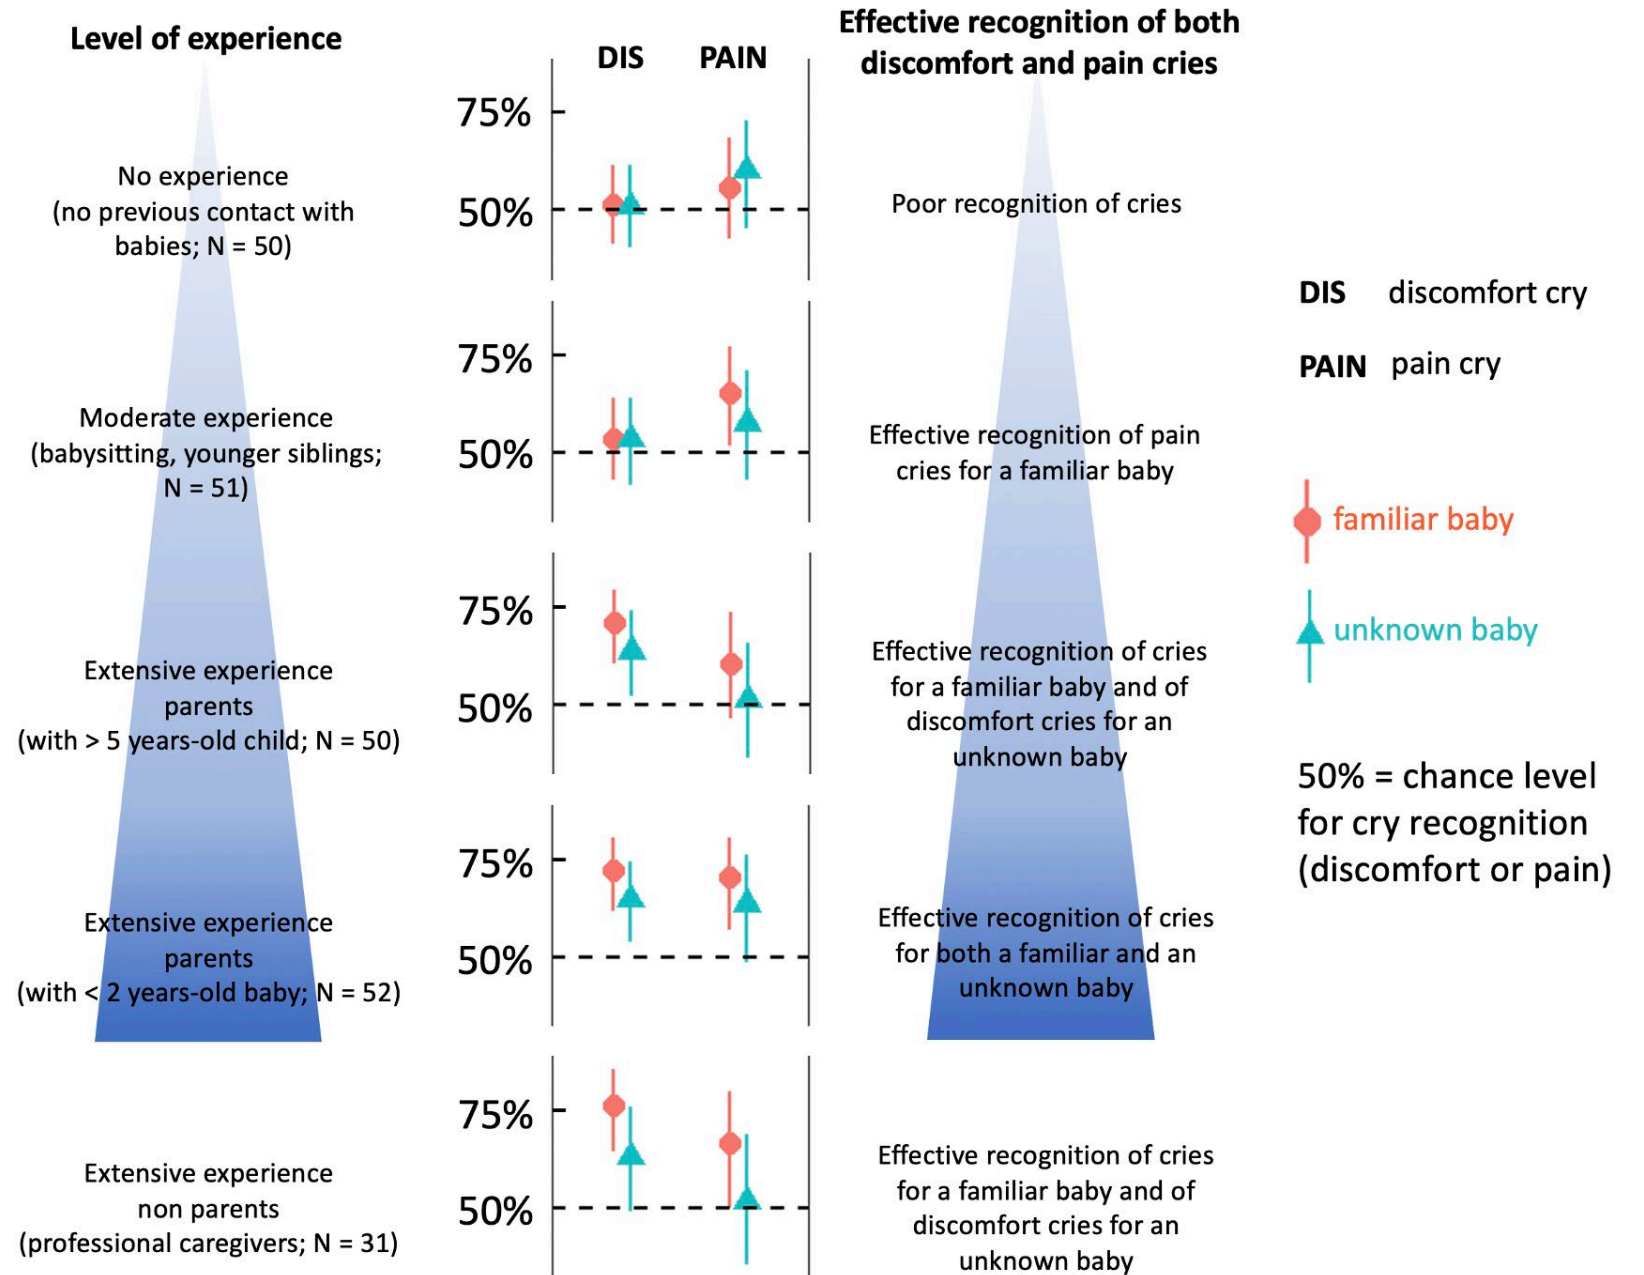 Level of experience
DIS PAIN
Effective recognition of both
discomfort and pain cries
No experience
(no previous contact with
babies; N = 50)
75%
50%
Poor recognition of cries
Moderate experience
(babysitting, younger siblings;
N = 51)
75%
50%
Effective recognition of pain
cries for a familiar baby
Extensive experience
parents
(with > 5 years-old child; N = 50)
75%
50%
Effective recognition of cries
for a familiar baby and of
discomfort cries for an
unknown baby
Extensive experience
parents
(with < 2 years-old baby; N = 52)
75%
50%
Effective recognition of cries
for both a familiar and an
unknown baby
Extensive experience
non parents
(professional caregivers; N = 31)
75%
50%
Effective recognition of cries
for a familiar baby and of
discomfort cries for an
unknown baby
DIS discomfort cry
PAIN pain cry
familiar baby
unknown baby
50% = chance level
for cry recognition
(discomfort or pain)